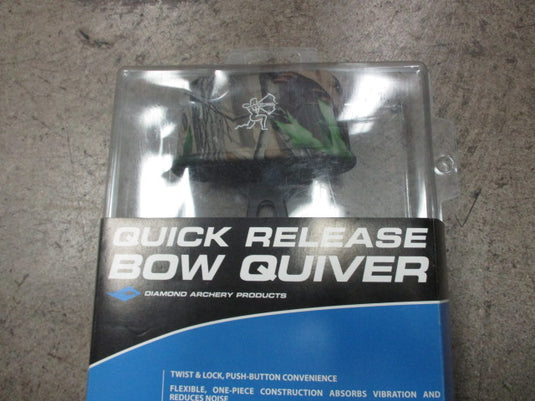 QUICK RELEASE
BOW QUIVER
DIAMOND ARCHERY PRODUCTS
TWIST & LOCK, PUSH-BUTTON CONVENIENCE
FLEXIBLE, ONE-PIECE CONSTRUCTION ABSORBS VIBRATION AND
REDUCES NOISE